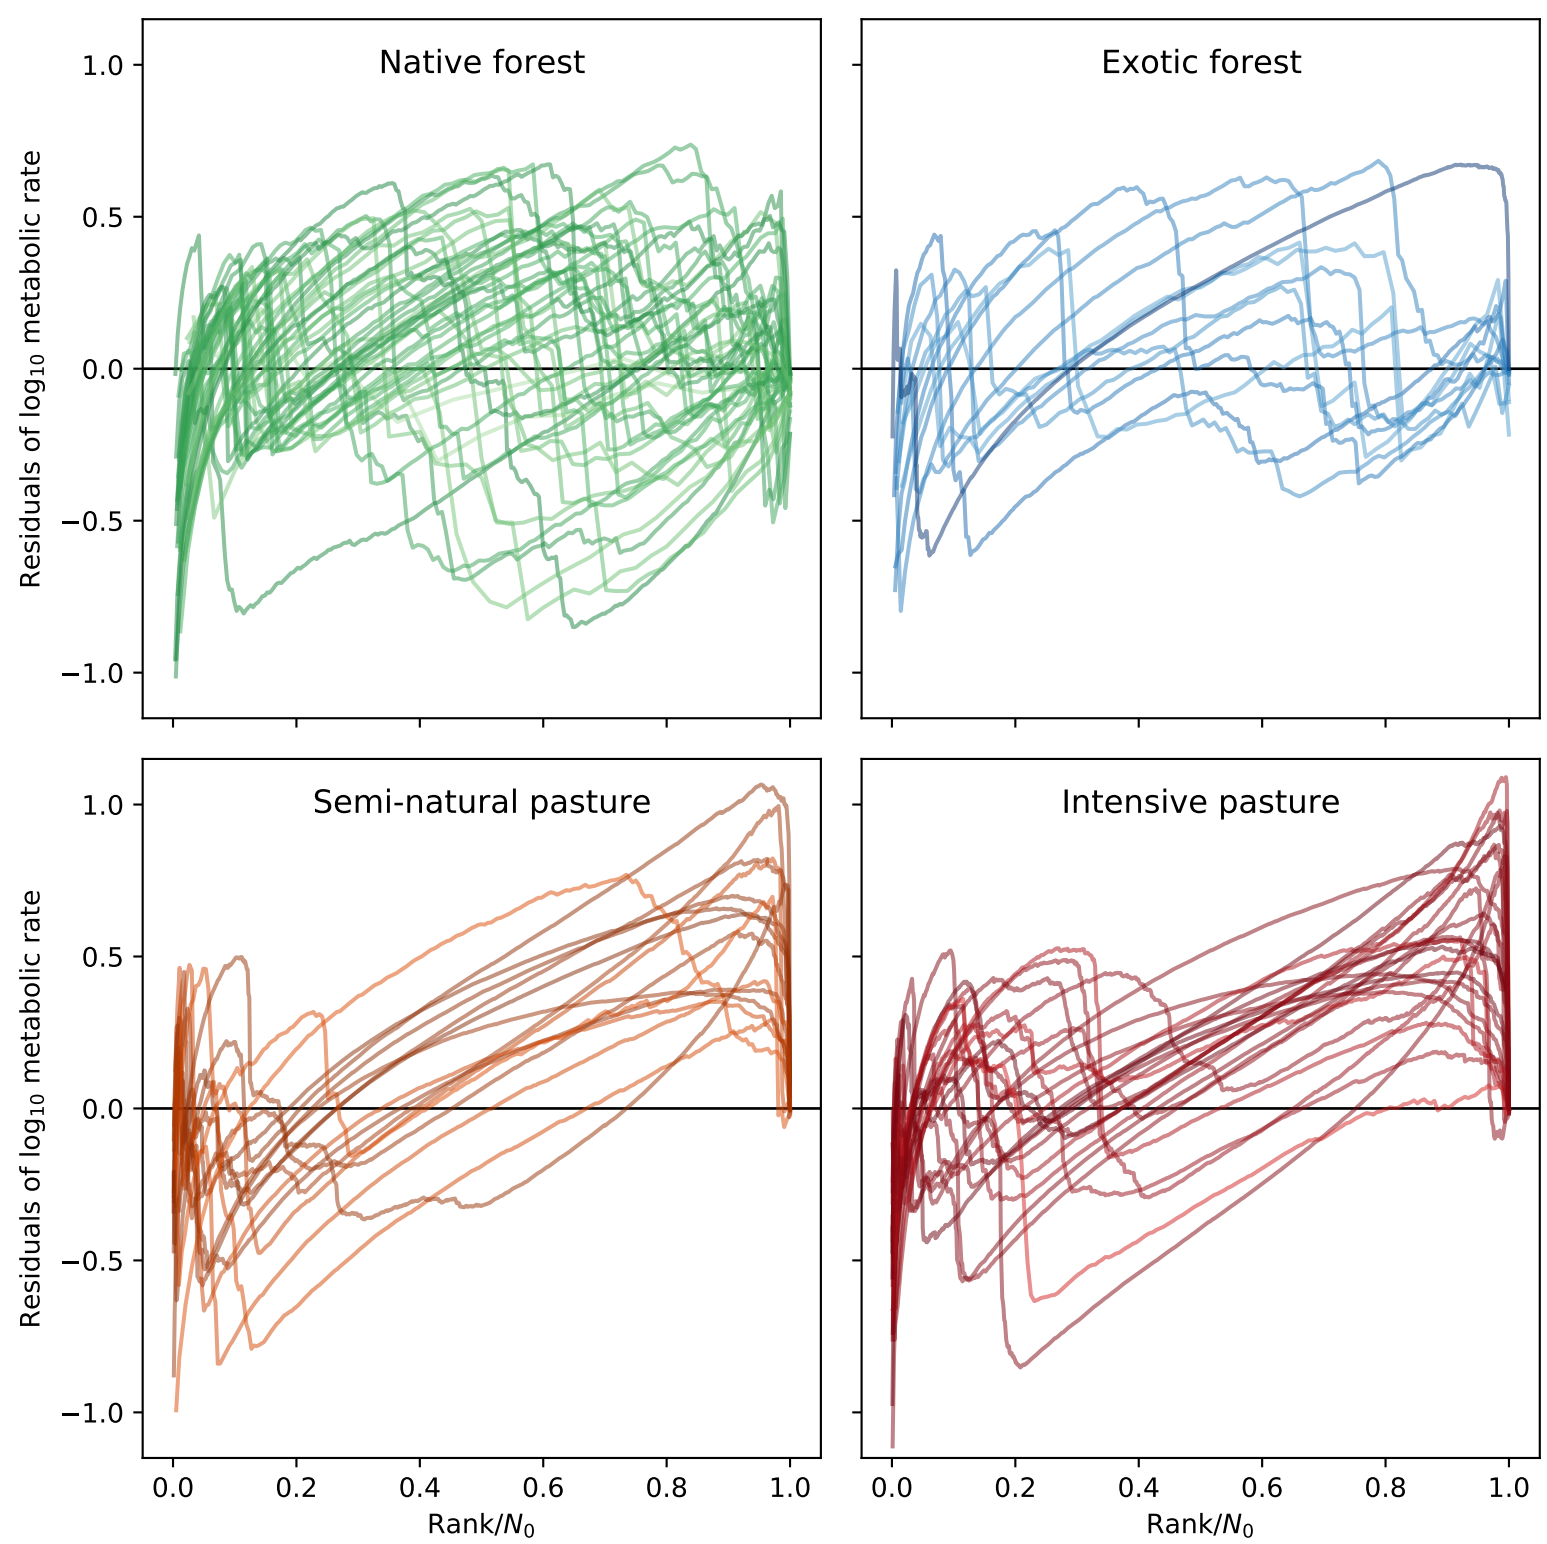 Native forest
Exotic forest
1.0
0.5
0.0
−0.5
−1.0
Residuals of log₁₀ metabolic rate
Semi-natural pasture
Intensive pasture
1.0
0.5
0.0
−0.5
−1.0
Residuals of log₁₀ metabolic rate
0.0 0.2 0.4 0.6 0.8 1.0
0.0 0.2 0.4 0.6 0.8 1.0
Rank/N₀
Rank/N₀